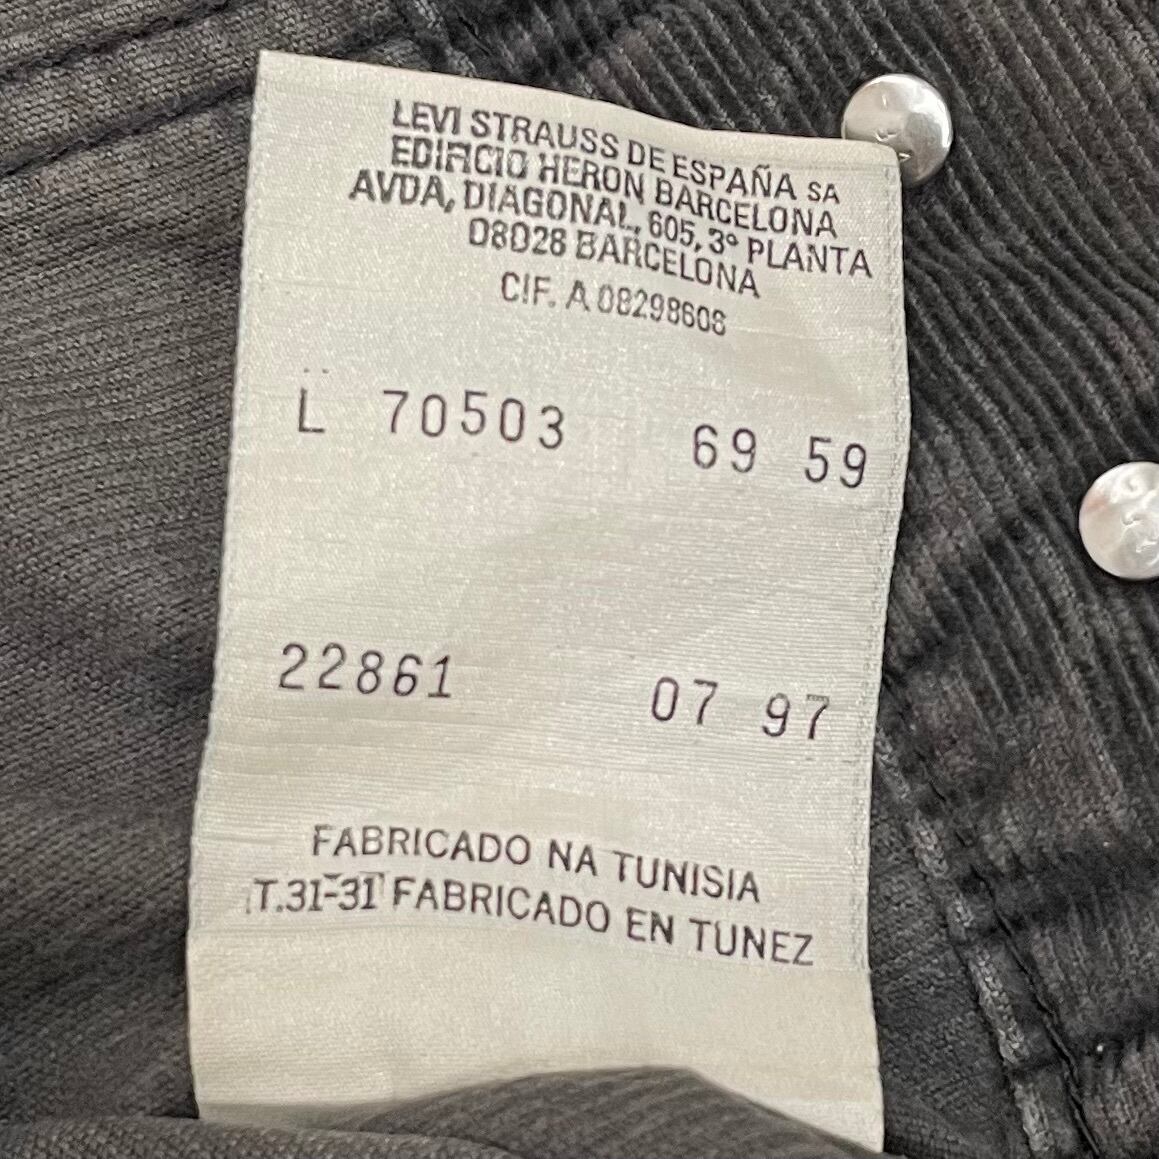 LEVI STRAUSS DE ESPAÑA SA
EDIFICIO HERON BARCELONA
AVDA, DIAGONAL, 605, 3º PLANTA
08028 BARCELONA
CIF. A 08298608
L 70503 69 59
22861 07 97
FABRICADO NA TUNISIA
T.31-31 FABRICADO EN TUNEZ